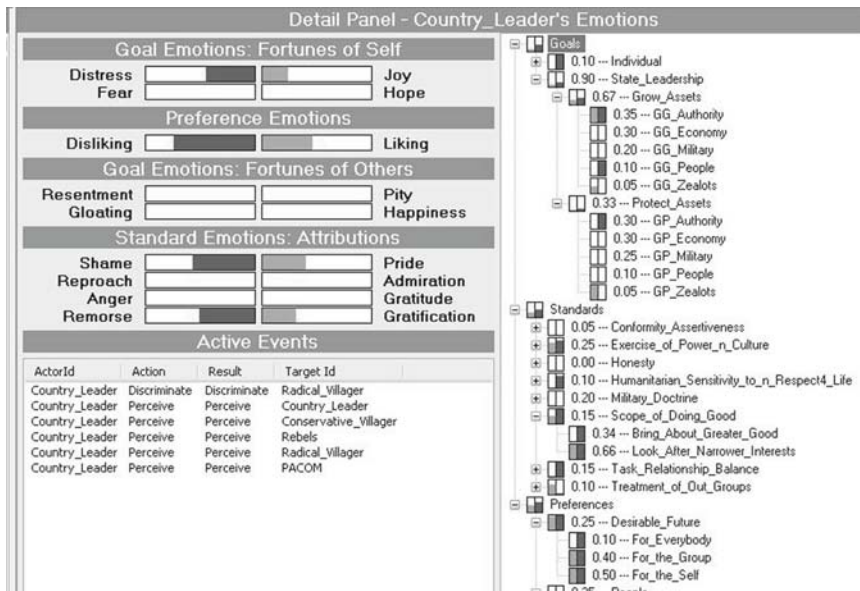 Detail Panel - Country_Leader's Emotions
Goal Emotions: Fortunes of Self
Distress Joy
Fear Hope
Preference Emotions
Disliking Liking
Goal Emotions: Fortunes of Others
Resentment Pity
Gloating Happiness
Standard Emotions: Attributions
Shame Pride
Reproach Admiration
Anger Gratitude
Remorse Gratification
Active Events
ActorId Action Result Target Id
Country_Leader Discriminate Discriminate Radical_Villager
Country_Leader Perceive Perceive Country_Leader
Country_Leader Perceive Perceive Conservative_Villager
Country_Leader Perceive Perceive Rebels
Country_Leader Perceive Perceive Radical_Villager
Country_Leader Perceive Perceive PACOM
Goals
0.10 --- Individual
0.90 --- State_Leadership
0.67 --- Grow_Assets
0.35 --- GG_Authority
0.30 --- GG_Economy
0.20 --- GG_Military
0.10 --- GG_People
0.05 --- GG_Zealots
0.33 --- Protect_Assets
0.30 --- GP_Authority
0.30 --- GP_Economy
0.25 --- GP_Military
0.10 --- GP_People
0.05 --- GP_Zealots
Standards
0.05 --- Conformity_Assertiveness
0.25 --- Exercise_of_Power_n_Culture
0.00 --- Honesty
0.10 --- Humanitarian_Sensitivity_to_n_Respect4_Life
0.20 --- Military_Doctrine
0.15 --- Scope_of_Doing_Good
0.34 --- Bring_About_Greater_Good
0.66 --- Look_After_Narrower_Interests
0.15 --- Task_Relationship_Balance
0.10 --- Treatment_of_Out_Groups
Preferences
0.25 --- Desirable_Future
0.10 --- For_Everybody
0.40 --- For_the_Group
0.50 --- For_the_Self